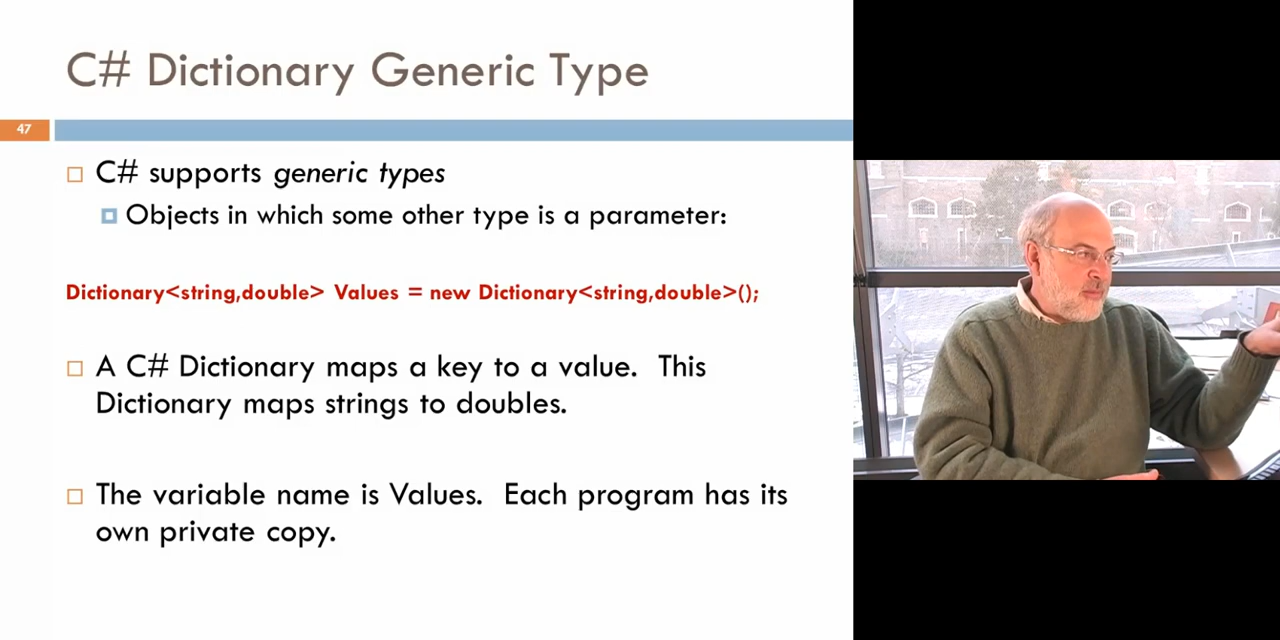 C# Dictionary Generic Type
47
C# supports generic types
Objects in which some other type is a parameter:
Dictionary<string,double> Values = new Dictionary<string,double>();
A C# Dictionary maps a key to a value. This
Dictionary maps strings to doubles.
The variable name is Values. Each program has its
own private copy.